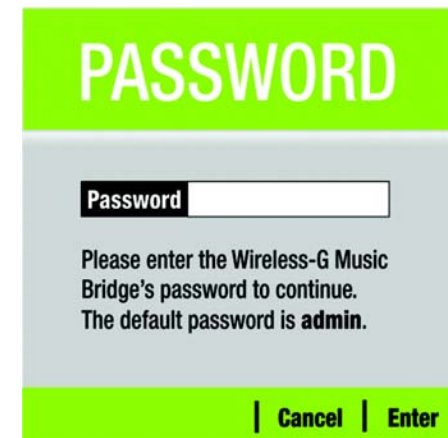 PASSWORD
Password
Please enter the Wireless-G Music
Bridge's password to continue.
The default password is admin.
Cancel | Enter